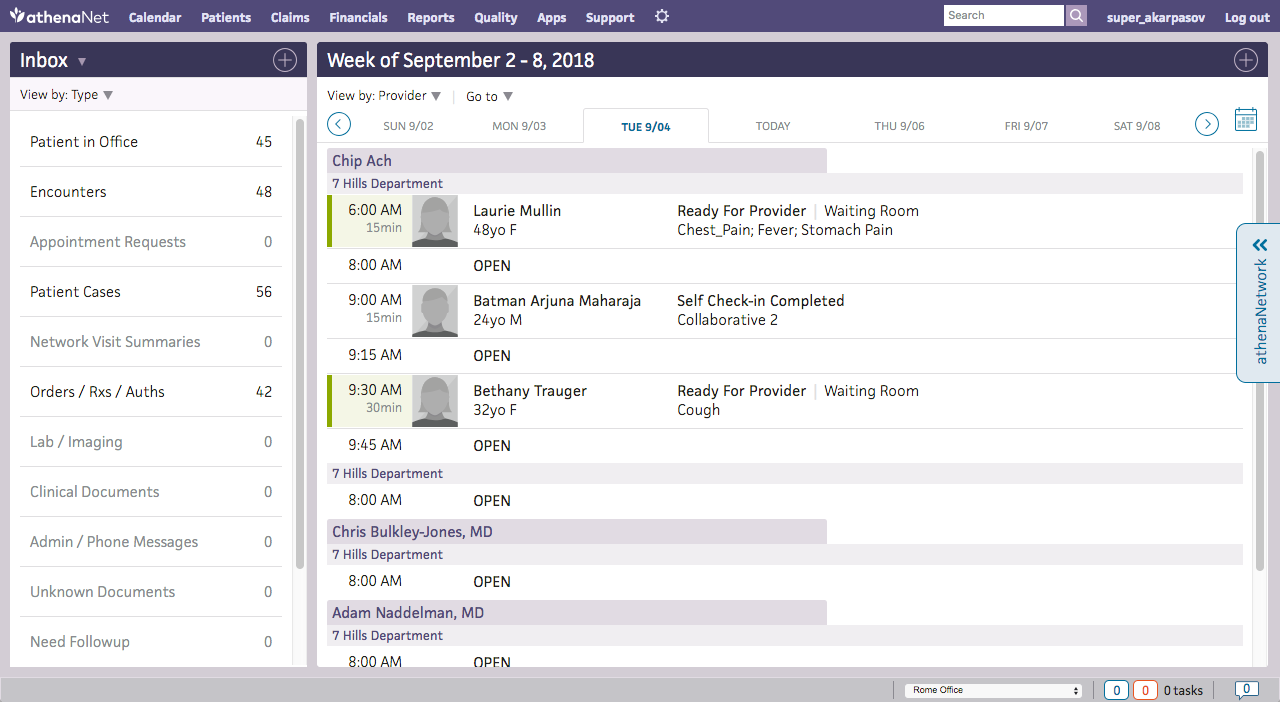 athenaNet Calendar Patients Claims Financials Reports Quality Apps Support Search super_akarpasov Log out
Inbox
View by: Type
Patient in Office 45
Encounters 48
Appointment Requests 0
Patient Cases 56
Network Visit Summaries 0
Orders / Rxs / Auths 42
Lab / Imaging 0
Clinical Documents 0
Admin / Phone Messages 0
Unknown Documents 0
Need Followup 0
Week of September 2 - 8, 2018
View by: Provider Go to
SUN 9/02 MON 9/03 TUE 9/04 TODAY THU 9/06 FRI 9/07 SAT 9/08
Chip Ach
7 Hills Department
6:00 AM Laurie Mullin Ready For Provider Waiting Room
15min 48yo F Chest_Pain; Fever; Stomach Pain
8:00 AM OPEN
9:00 AM Batman Arjuna Maharaja Self Check-in Completed
15min 24yo M Collaborative 2
9:15 AM OPEN
9:30 AM Bethany Trauger Ready For Provider Waiting Room
30min 32yo F Cough
9:45 AM OPEN
7 Hills Department
8:00 AM OPEN
Chris Bulkley-Jones, MD
7 Hills Department
8:00 AM OPEN
Adam Naddelman, MD
7 Hills Department
8:00 AM OPEN
athenaNetwork
Rome Office 0 0 0 tasks 0